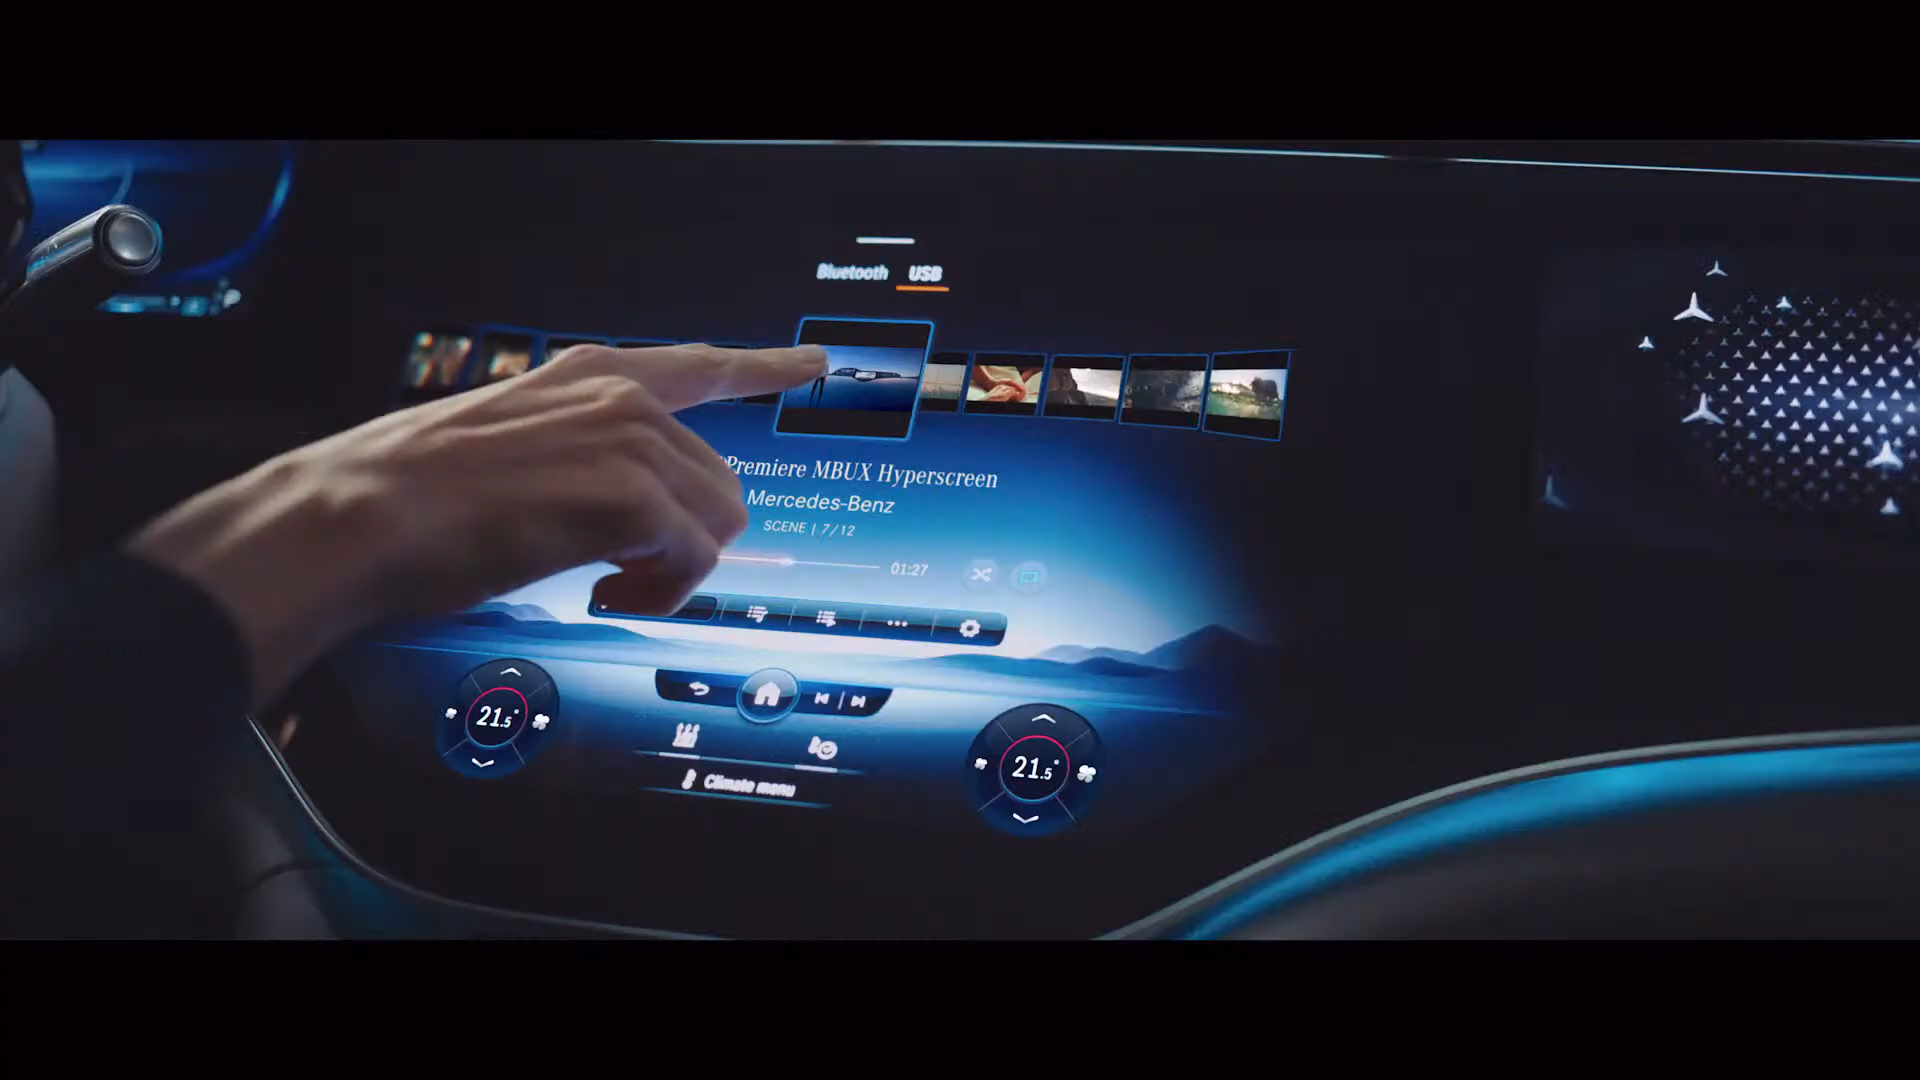 Bluetooth USB
Premiere MBUX Hyperscreen
Mercedes-Benz
SCENE | 7/12
01:27
21.5°
21.5°
Climate menu